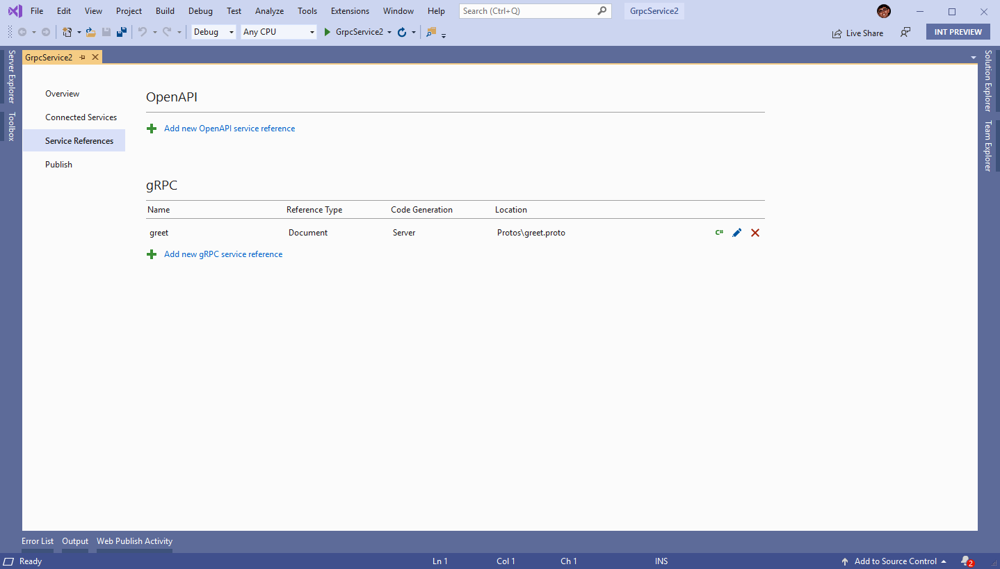 File Edit View Project Build Debug Test Analyze Tools Extensions Window Help Search (Ctrl+Q) GrpcService2
Debug Any CPU GrpcService2 Live Share INT PREVIEW
GrpcService2
Server Explorer
Toolbox
Overview
Connected Services
Service References
Publish
OpenAPI
Add new OpenAPI service reference
gRPC
Name Reference Type Code Generation Location
greet Document Server Protos\greet.proto C#
Add new gRPC service reference
Solution Explorer
Team Explorer
Error List Output Web Publish Activity
Ready Ln 1 Col 1 Ch 1 INS Add to Source Control 2